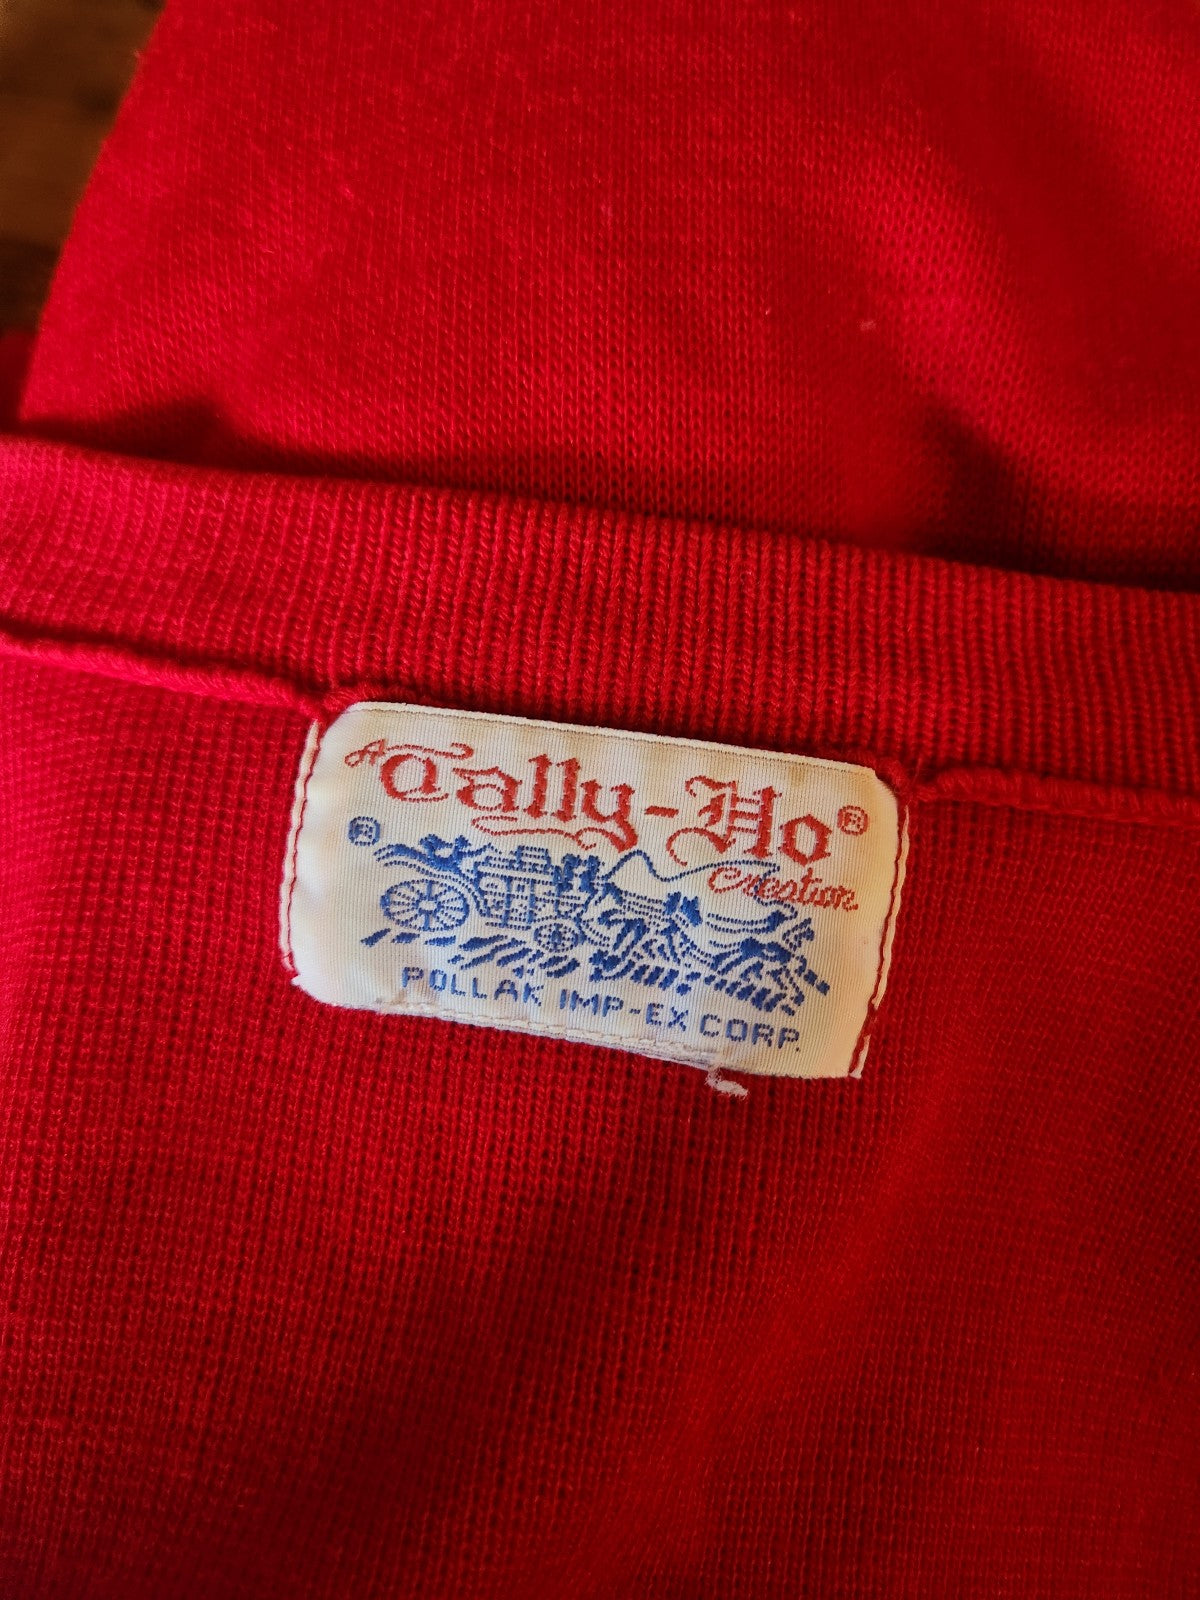 A Tally-Ho ®
® Creation
POLLAK IMP-EX CORP.